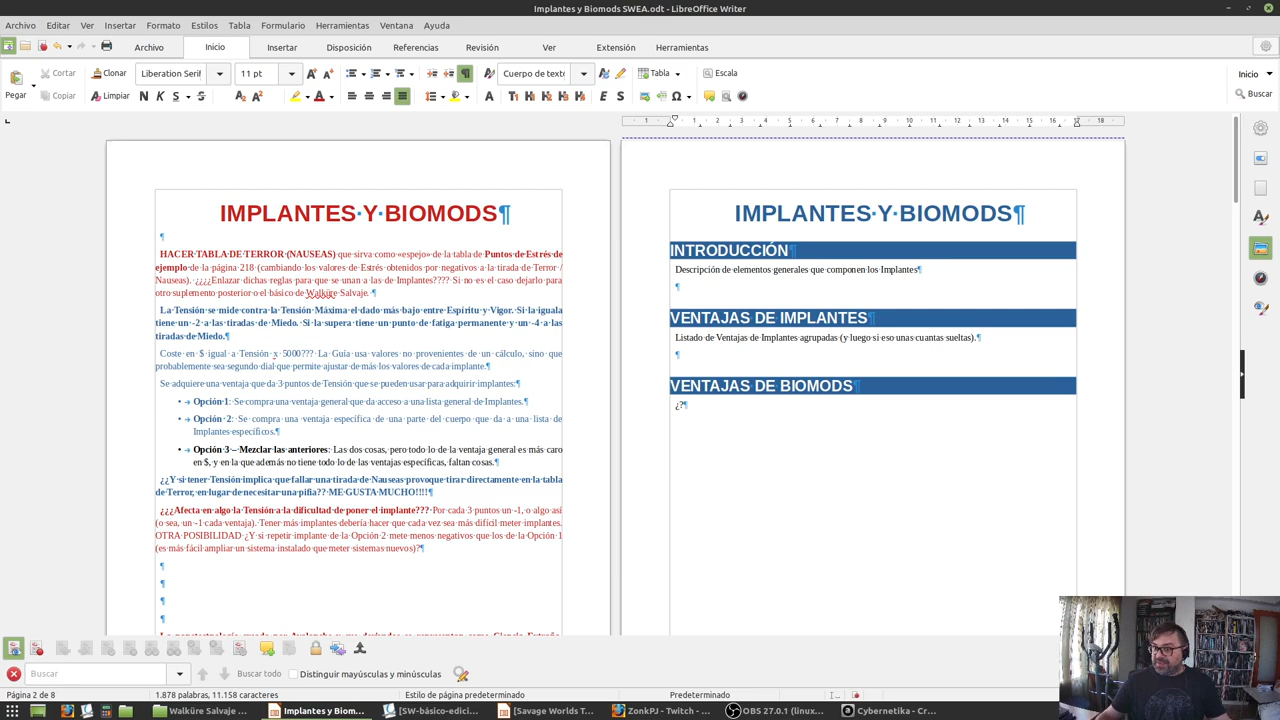 Implantes y Biomods SWEA.odt - LibreOffice Writer
Archivo Editar Ver Insertar Formato Estilos Tabla Formulario Herramientas Ventana Ayuda
Archivo Inicio Insertar Disposición Referencias Revisión Ver Extensión Herramientas
Cortar Clonar Liberation Serif 11 pt Cuerpo de texto Tabla Escala Inicio
Pegar Copiar Limpiar Buscar
1 1 2 3 4 5 6 7 8 9 10 11 12 13 14 15 16 17 18
IMPLANTES·Y·BIOMODS¶
¶
HACER·TABLA·DE·TERROR·(NAUSEAS) que sirva como «espejo» de la tabla de Puntos de Estrés de
ejemplo de la página 218 (cambiando los valores de Estrés obtenidos por negativos a la tirada de Terror /
Nauseas). ¿¿¿¿Enlazar dichas reglas para que se unan a las de Implantes???? Si no es el caso dejarlo para
otro suplemento posterior o el básico de Walküre Salvaje. ¶
La Tensión se mide contra la Tensión Máxima el dado más bajo entre Espíritu y Vigor. Si la iguala
tiene un -2 a las tiradas de Miedo. Si la supera tiene un punto de fatiga permanente y un -4 a las
tiradas de Miedo.¶
Coste en $ igual a Tensión x 5000??? La Guía usa valores no provenientes de un cálculo, sino que
probablemente sea segundo dial que permite ajustar de más los valores de cada implante.¶
Se adquiere una ventaja que da 3 puntos de Tensión que se pueden usar para adquirir implantes:¶
• Opción 1: Se compra una ventaja general que da acceso a una lista general de Implantes.¶
• Opción 2: Se compra una ventaja específica de una parte del cuerpo que da a una lista de
Implantes específicos.¶
• Opción 3 – Mezclar las anteriores: Las dos cosas, pero todo lo de la ventaja general es más caro
en $, y en la que además no tiene todo lo de las ventajas específicas, faltan cosas.¶
¿¿Y si tener Tensión implica que fallar una tirada de Nauseas provoque tirar directamente en la tabla
de Terror, en lugar de necesitar una pifia?? ME GUSTA MUCHO!!!!¶
¿¿¿Afecta en algo la Tensión a la dificultad de poner el implante??? Por cada 3 puntos un -1, o algo así
(o sea, un -1 cada ventaja). Tener más implantes debería hacer que cada vez sea más difícil meter implantes.
OTRA POSIBILIDAD ¿Y si repetir implante de la Opción 2 mete menos negativos que los de la Opción 1
(es más fácil ampliar un sistema instalado que meter sistemas nuevos)?¶
¶
¶
¶
¶
IMPLANTES·Y·BIOMODS¶
INTRODUCCIÓN¶
Descripción de elementos generales que componen los Implantes¶
¶
VENTAJAS DE IMPLANTES¶
Listado de Ventajas de Implantes agrupadas (y luego si eso unas cuantas sueltas).¶
¶
VENTAJAS DE BIOMODS¶
¿?¶
Buscar Buscar todo Distinguir mayúsculas y minúsculas
Página 2 de 8 1.878 palabras, 11.158 caracteres Estilo de página predeterminado Predeterminado
Walküre Salvaje ... Implantes y Biom... [SW-básico-edici... [Savage Worlds T... ZonkPJ - Twitch - ... OBS 27.0.1 (linux... Cybernetika - Cr...